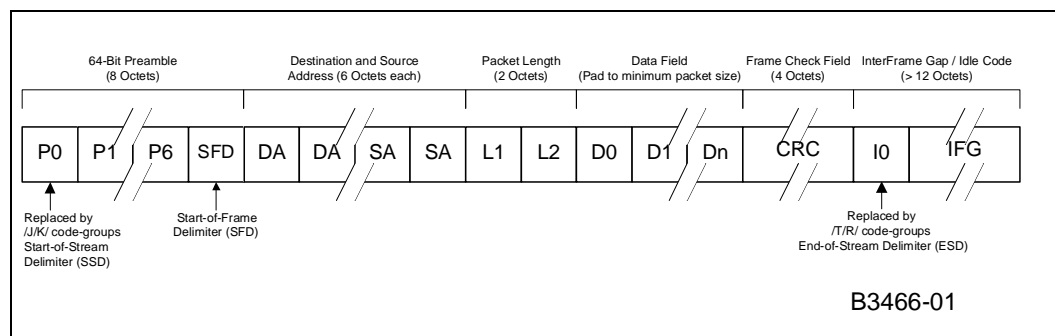 64-Bit Preamble
(8 Octets)
Destination and Source
Address (6 Octets each)
Packet Length
(2 Octets)
Data Field
(Pad to minimum packet size)
Frame Check Field
(4 Octets)
InterFrame Gap / Idle Code
(> 12 Octets)
P0 P1 P6 SFD DA DA SA SA L1 L2 D0 D1 Dn CRC I0 IFG
Replaced by
/J/K/ code-groups
Start-of-Stream
Delimiter (SSD)
Start-of-Frame
Delimiter (SFD)
Replaced by
/T/R/ code-groups
End-of-Stream Delimiter (ESD)
B3466-01